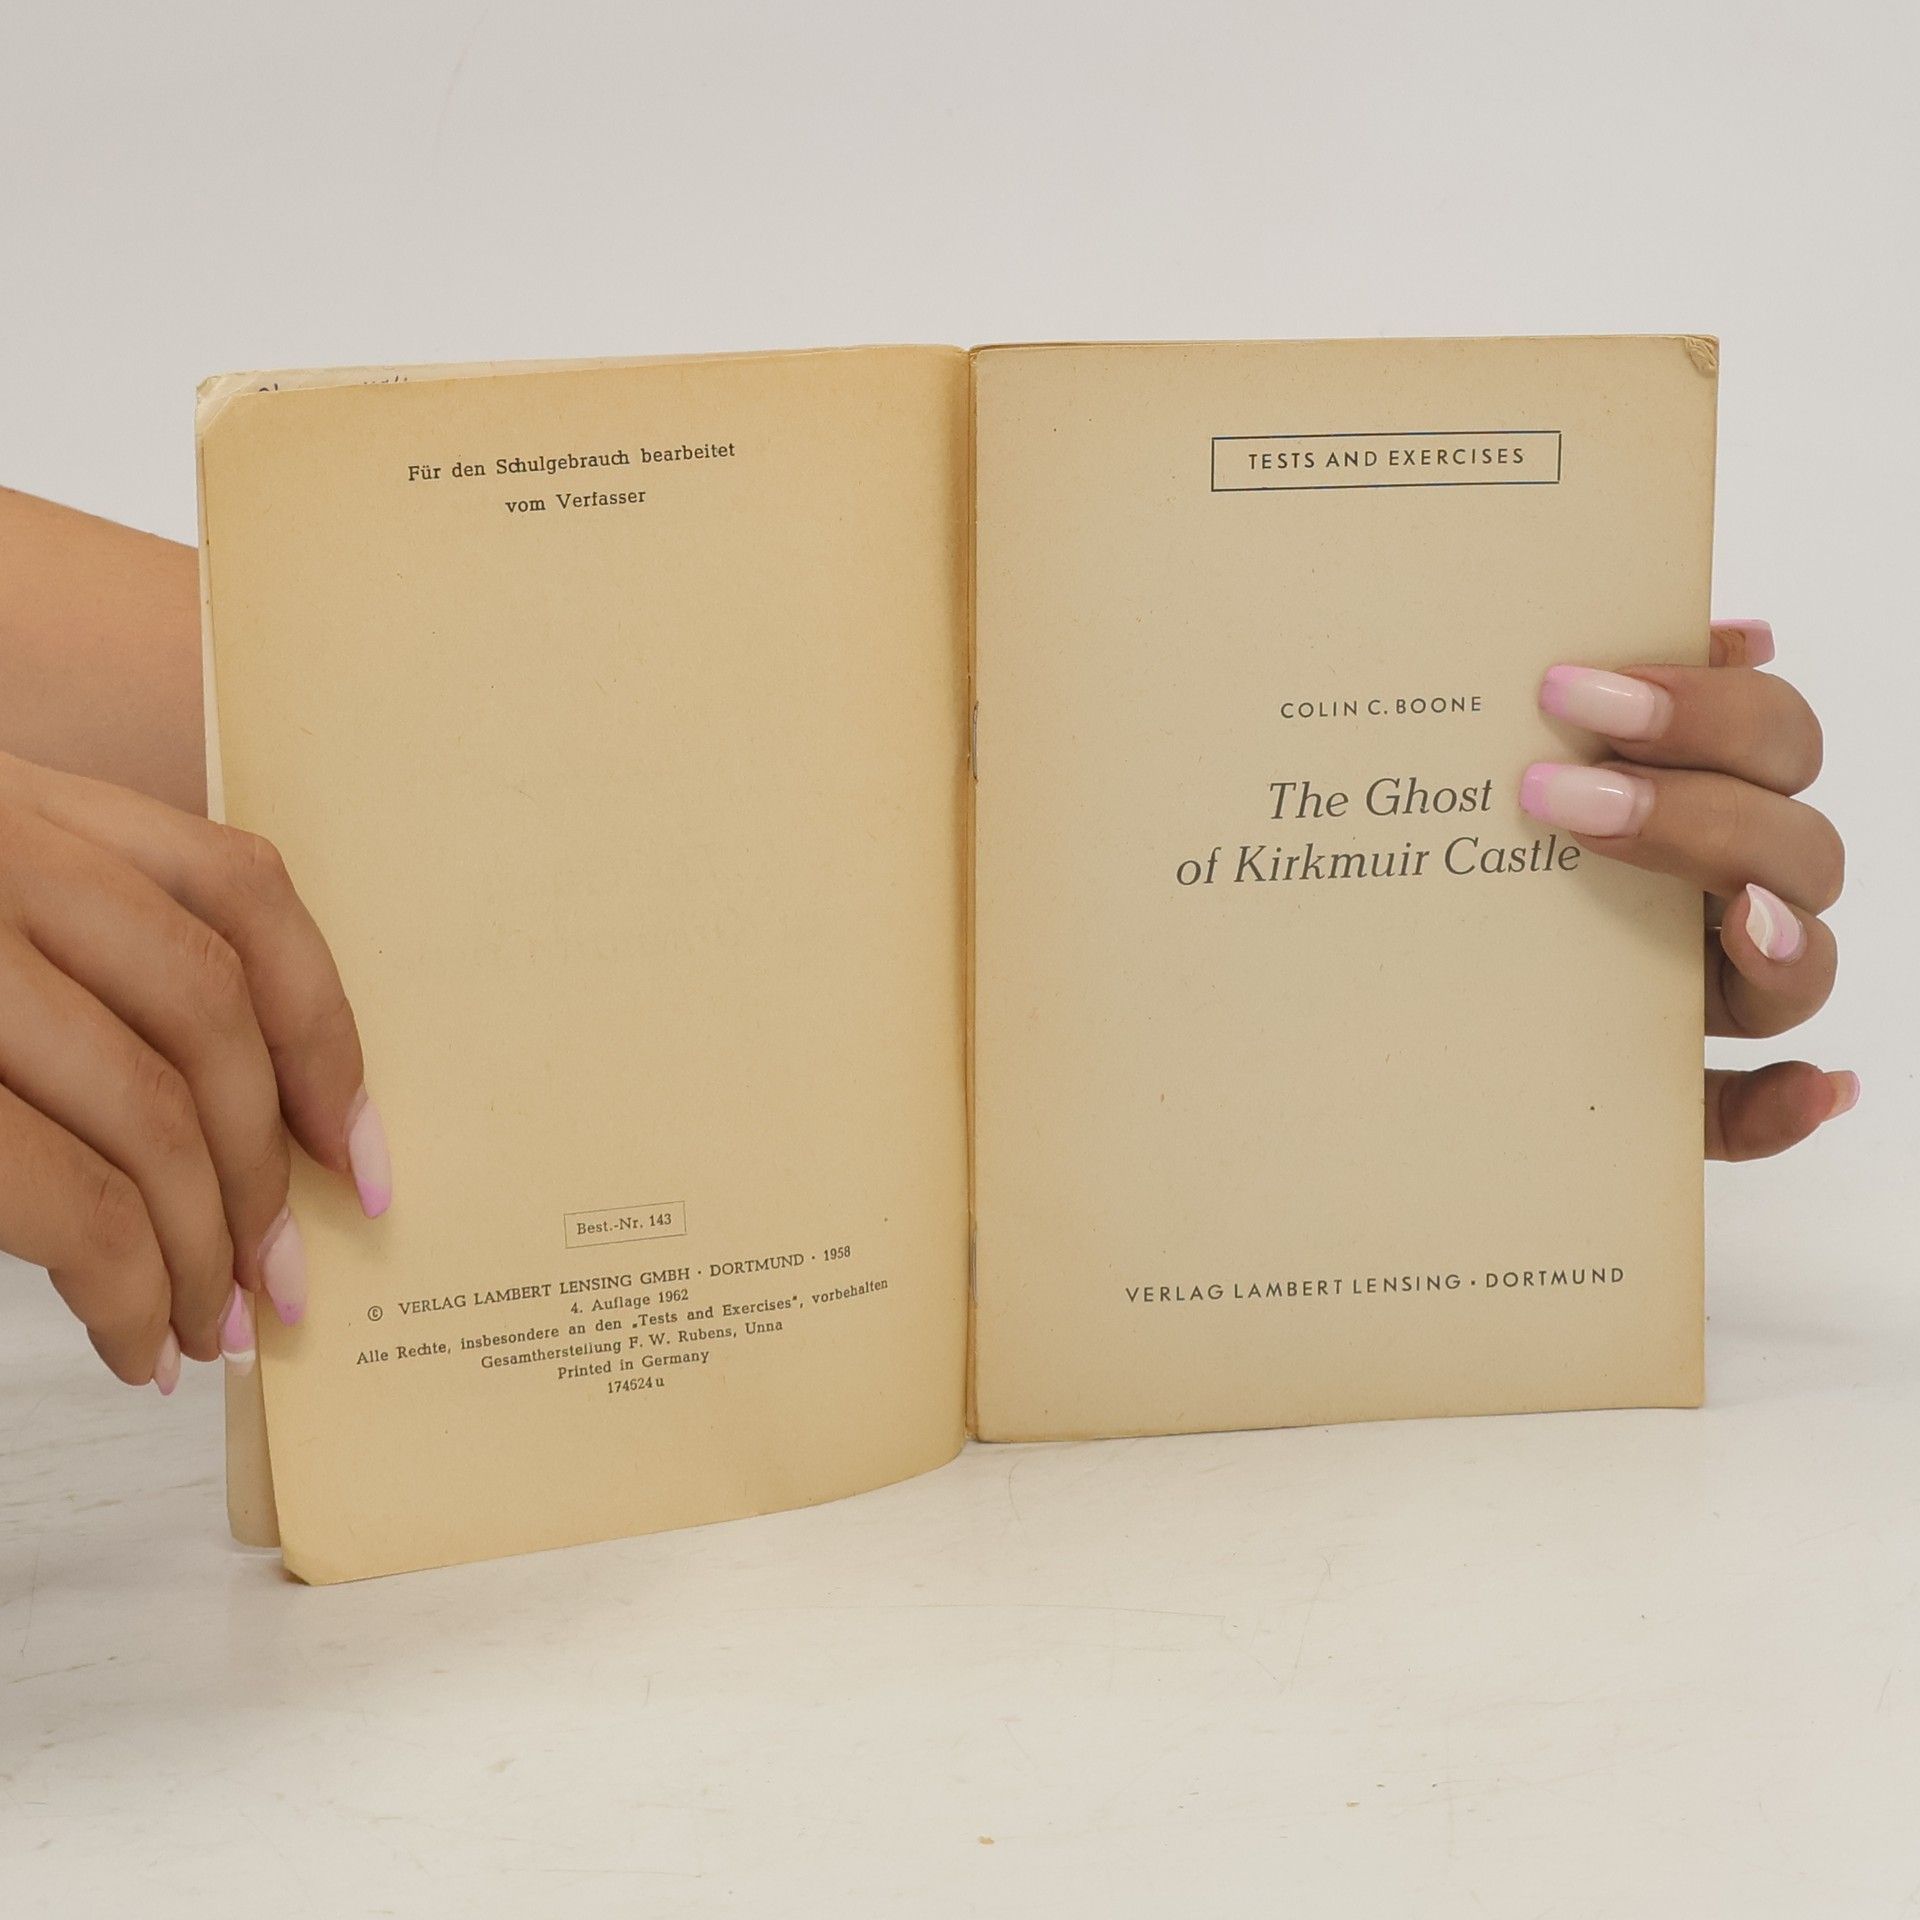 Für den Schulgebrauch bearbeitet
vom Verfasser
Best.-Nr. 143
© VERLAG LAMBERT LENSING GMBH · DORTMUND · 1958
4. Auflage 1962
Alle Rechte, insbesondere an den „Tests and Exercises", vorbehalten
Gesamtherstellung F. W. Rubens, Unna
Printed in Germany
174624u
TESTS AND EXERCISES
COLIN C. BOONE
The Ghost
of Kirkmuir Castle
VERLAG LAMBERT LENSING · DORTMUND